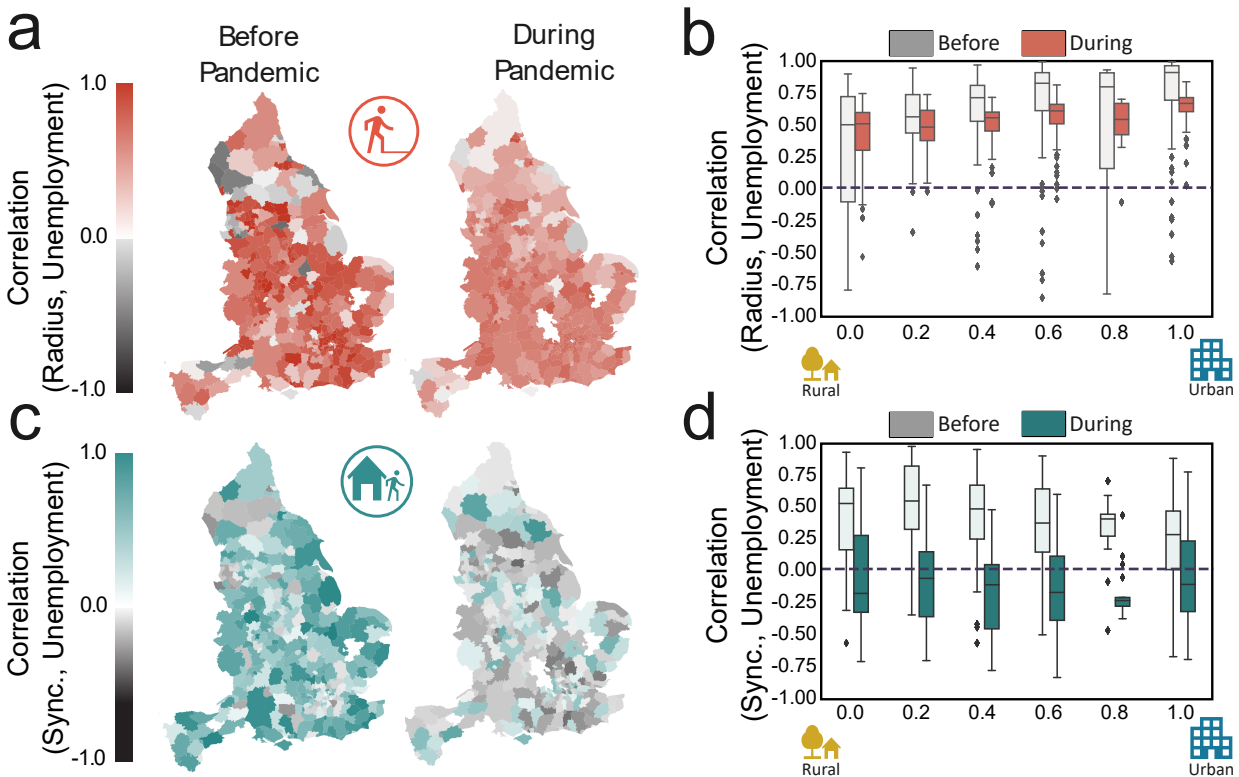 a
Before
Pandemic
During
Pandemic
Correlation
(Radius, Unemployment)
1.0
0.0
-1.0
b
Before
During
Correlation
(Radius, Unemployment)
1.00
0.75
0.50
0.25
0.00
-0.25
-0.50
-0.75
-1.00
0.0 0.2 0.4 0.6 0.8 1.0
Rural
Urban
c
Correlation
(Sync., Unemployment)
1.0
0.0
-1.0
d
Before
During
Correlation
(Sync., Unemployment)
1.00
0.75
0.50
0.25
0.00
-0.25
-0.50
-0.75
-1.00
0.0 0.2 0.4 0.6 0.8 1.0
Rural
Urban